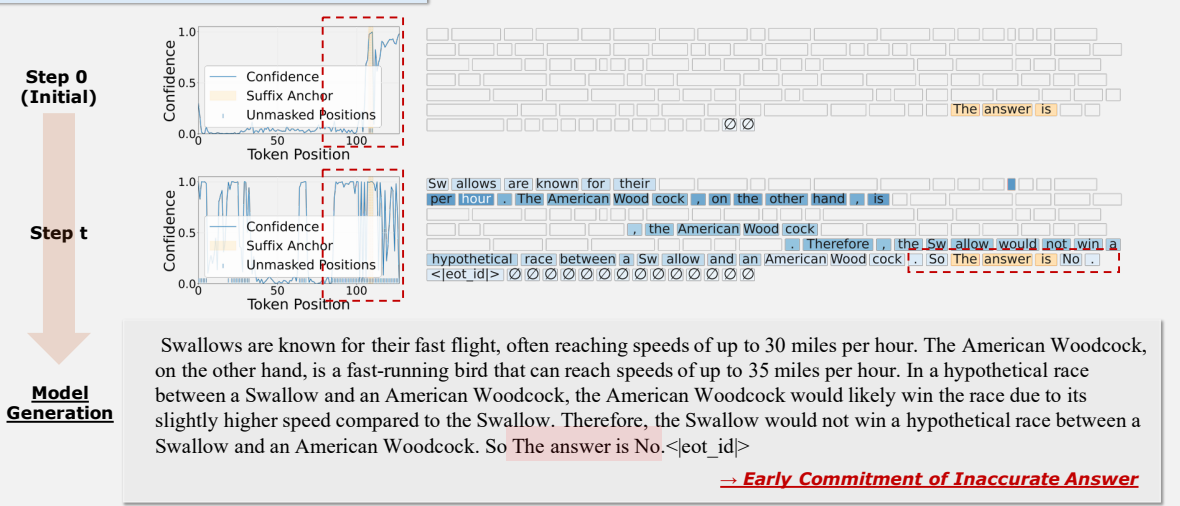 Step 0
(Initial)
Confidence
1.0
0.5
0.0
Confidence
Suffix Anchor
Unmasked Positions
0 50 100
Token Position
The answer is
∅ ∅
Step t
Confidence
1.0
0.5
0.0
Confidence
Suffix Anchor
Unmasked Positions
0 50 100
Token Position
Sw allows are known for their
per hour . The American Wood cock , on the other hand , is
, the American Wood cock
. Therefore , the Sw allow would not win a
hypothetical race between a Sw allow and an American Wood cock . So The answer is No .
<|eot_id|> ∅ ∅ ∅ ∅ ∅ ∅ ∅ ∅ ∅ ∅ ∅ ∅ ∅
Model
Generation
Swallows are known for their fast flight, often reaching speeds of up to 30 miles per hour. The American Woodcock,
on the other hand, is a fast-running bird that can reach speeds of up to 35 miles per hour. In a hypothetical race
between a Swallow and an American Woodcock, the American Woodcock would likely win the race due to its
slightly higher speed compared to the Swallow. Therefore, the Swallow would not win a hypothetical race between a
Swallow and an American Woodcock. So The answer is No.<|eot_id|>
→ Early Commitment of Inaccurate Answer